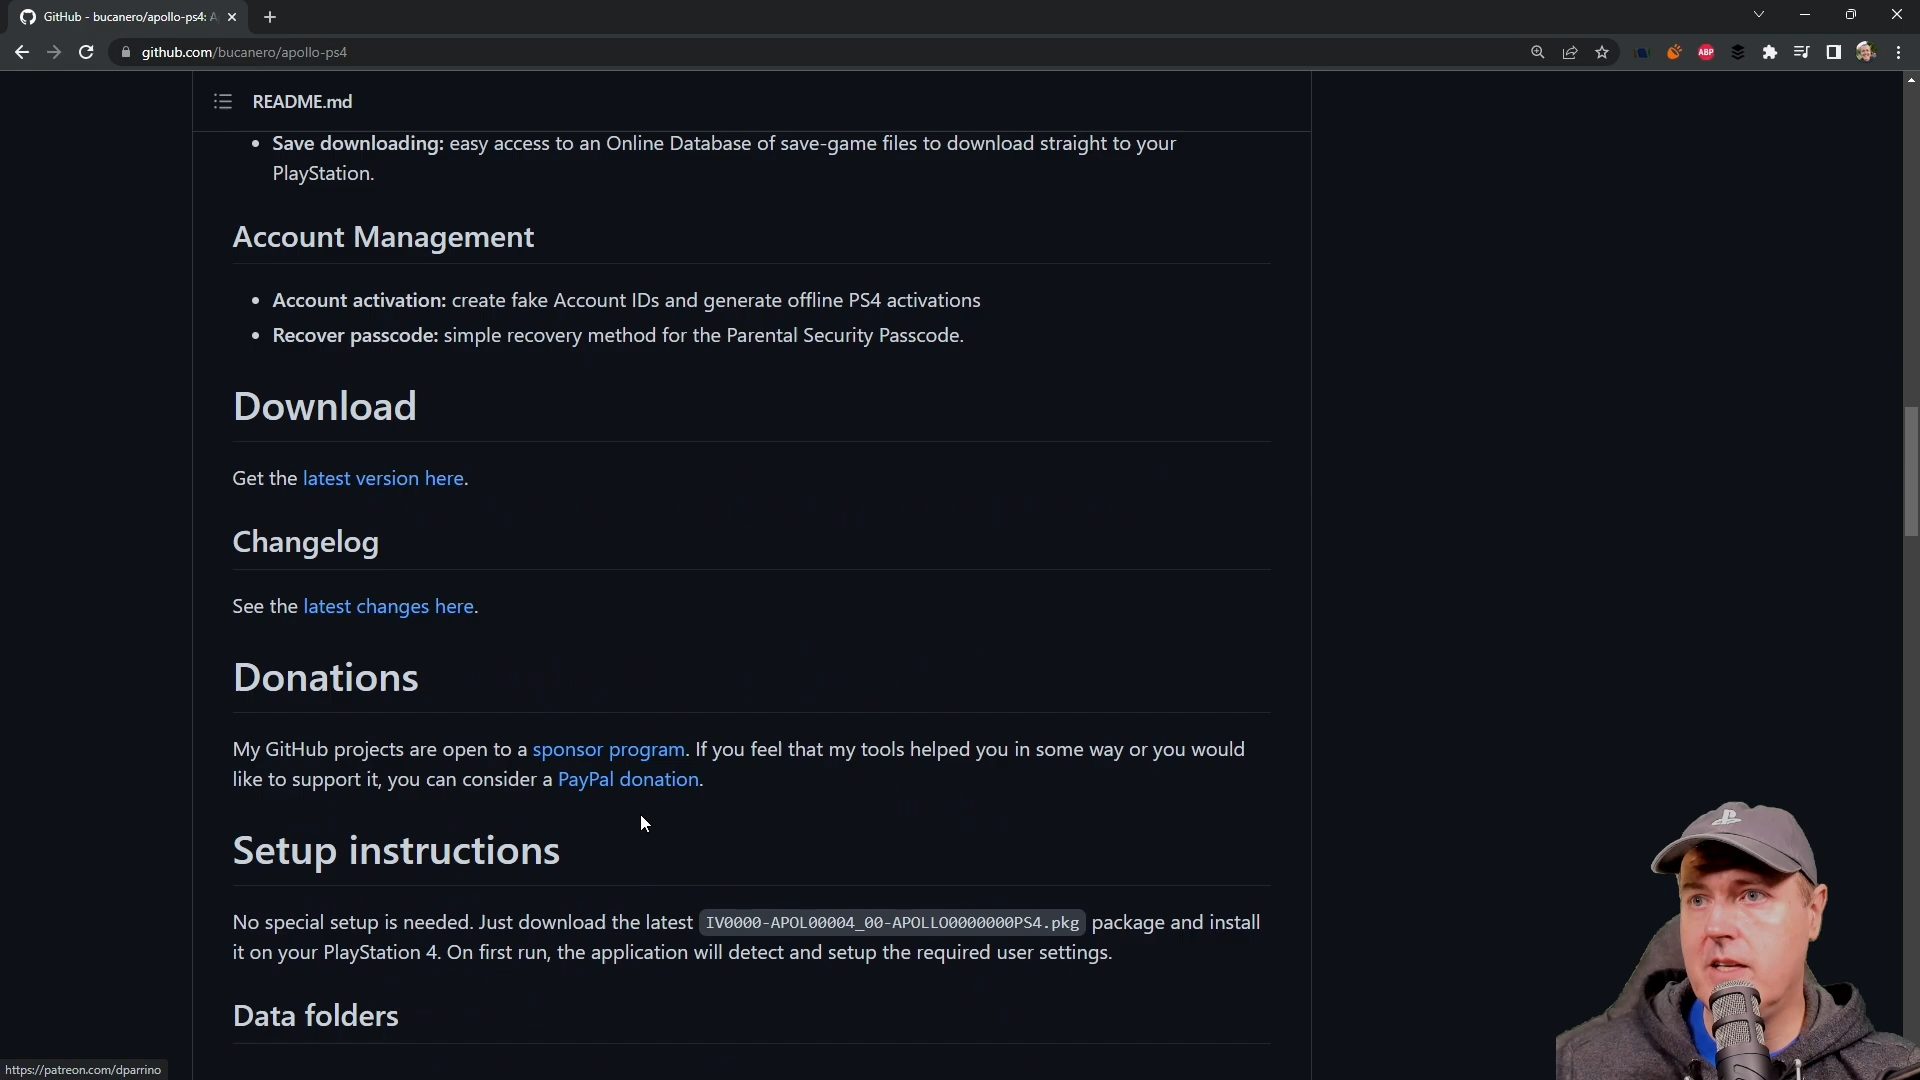 GitHub - bucanero/apollo-ps4: A
github.com/bucanero/apollo-ps4
ABP
README.md
• Save downloading: easy access to an Online Database of save-game files to download straight to your
PlayStation.
Account Management
• Account activation: create fake Account IDs and generate offline PS4 activations
• Recover passcode: simple recovery method for the Parental Security Passcode.
Download
Get the latest version here.
Changelog
See the latest changes here.
Donations
My GitHub projects are open to a sponsor program. If you feel that my tools helped you in some way or you would
like to support it, you can consider a PayPal donation.
Setup instructions
No special setup is needed. Just download the latest IV0000-APOL00004_00-APOLLO0000000PS4.pkg package and install
it on your PlayStation 4. On first run, the application will detect and setup the required user settings.
Data folders
https://patreon.com/dparrino